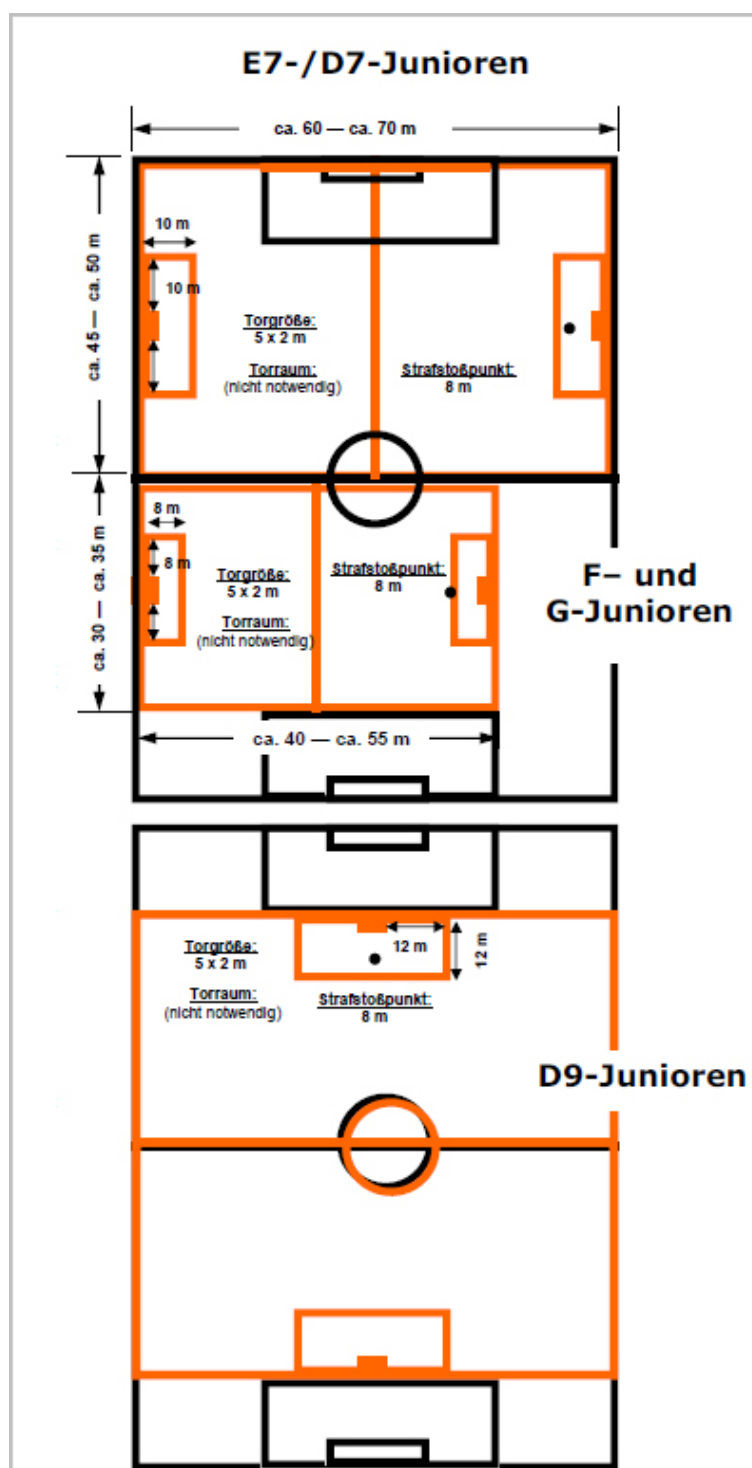 E7-/D7-Junioren
ca. 60 — ca. 70 m
ca. 45 — ca. 50 m
10 m
10 m
Torgröße:
5 x 2 m
Torraum:
(nicht notwendig)
Strafstoßpunkt:
8 m
ca. 30 — ca. 35 m
8 m
8 m
Torgröße:
5 x 2 m
Torraum:
(nicht notwendig)
Strafstoßpunkt:
8 m
F– und
G-Junioren
ca. 40 — ca. 55 m
Torgröße:
5 x 2 m
Torraum:
(nicht notwendig)
12 m
12 m
Strafstoßpunkt:
8 m
D9-Junioren